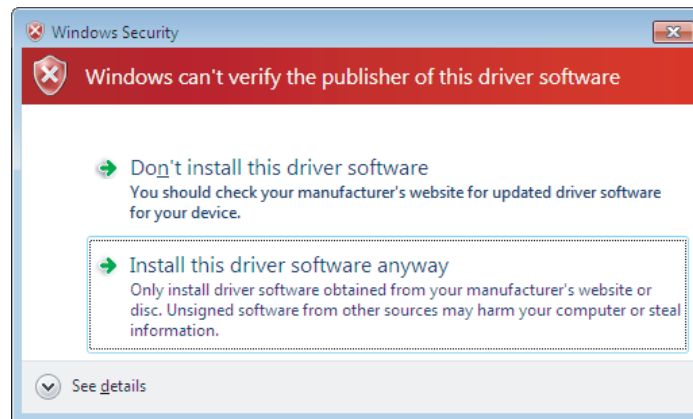 Windows Security
Windows can't verify the publisher of this driver software
Don't install this driver software
You should check your manufacturer's website for updated driver software
for your device.
Install this driver software anyway
Only install driver software obtained from your manufacturer's website or
disc. Unsigned software from other sources may harm your computer or steal
information.
See details